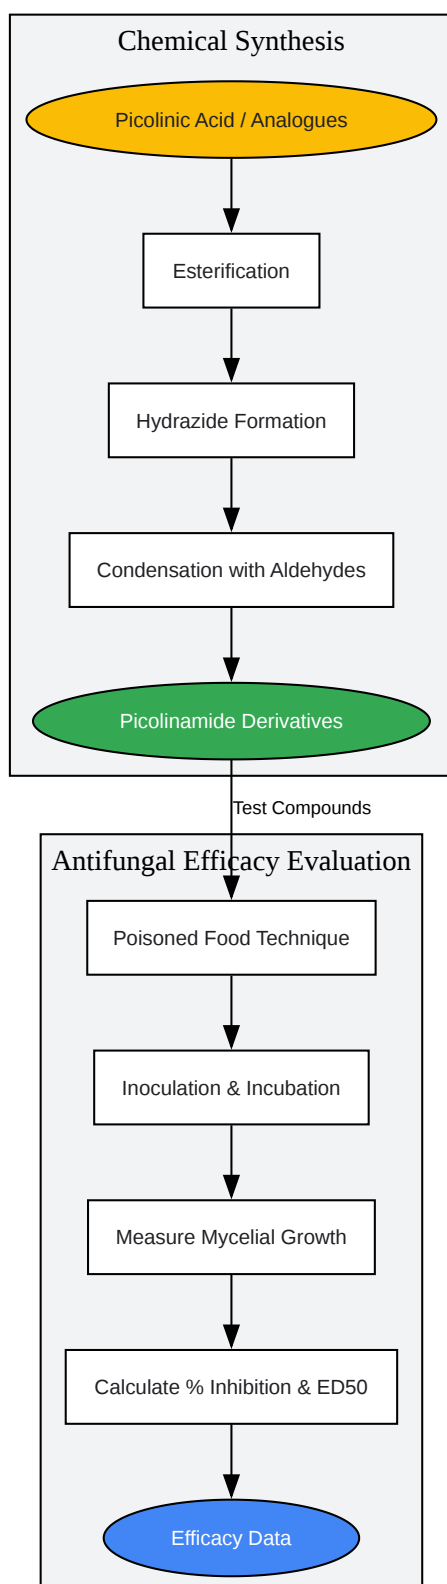 Chemical Synthesis
Picolinic Acid / Analogues
Esterification
Hydrazide Formation
Condensation with Aldehydes
Picolinamide Derivatives
Test Compounds
Antifungal Efficacy Evaluation
Poisoned Food Technique
Inoculation & Incubation
Measure Mycelial Growth
Calculate % Inhibition & ED50
Efficacy Data